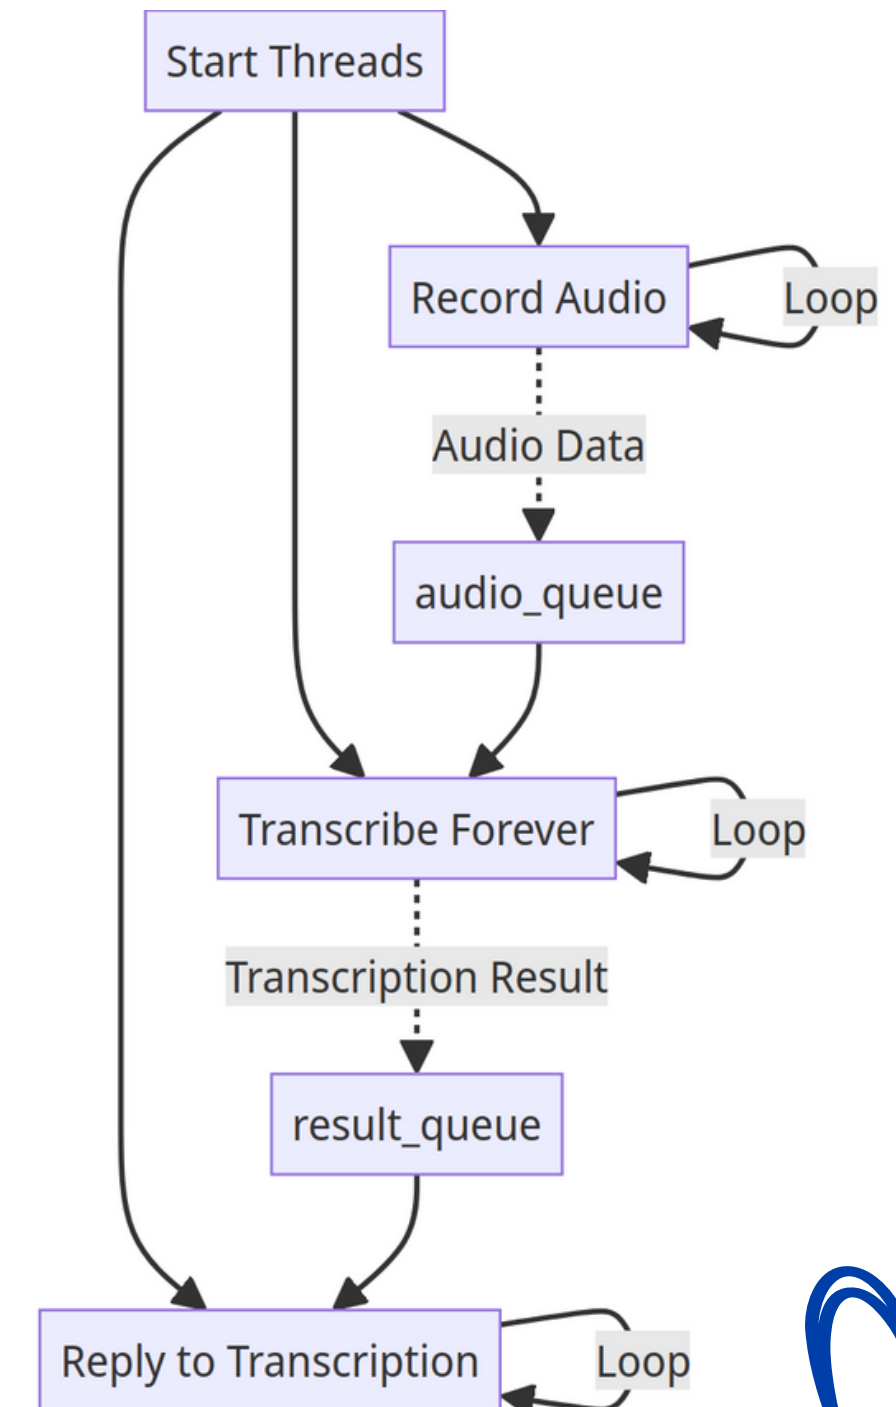 Start Threads
Record Audio
Loop
Audio Data
audio_queue
Transcribe Forever
Loop
Transcription Result
result_queue
Reply to Transcription
Loop